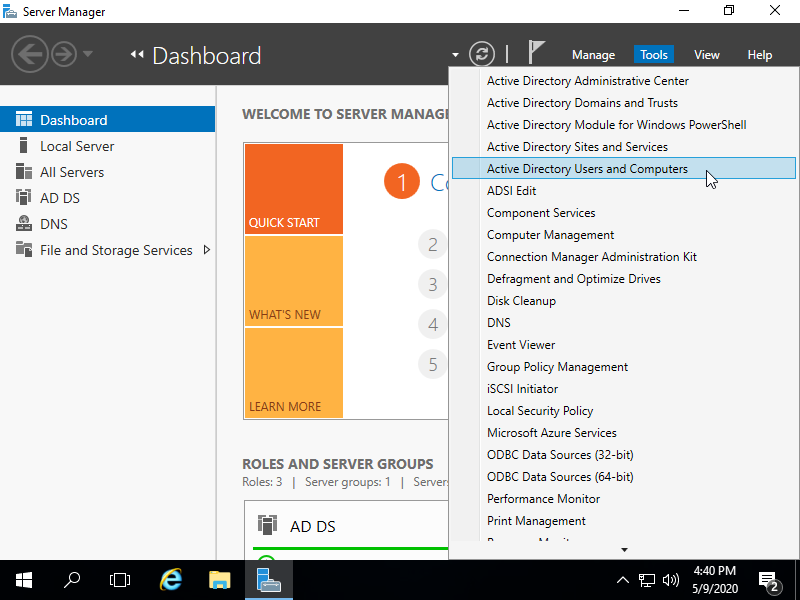 Server Manager
Dashboard
Manage Tools View Help
Dashboard
Local Server
All Servers
AD DS
DNS
File and Storage Services
WELCOME TO SERVER MANAG
QUICK START
WHAT'S NEW
LEARN MORE
1 Co
2
3
4
5
ROLES AND SERVER GROUPS
Roles: 3 | Server groups: 1 | Servers
AD DS
Active Directory Administrative Center
Active Directory Domains and Trusts
Active Directory Module for Windows PowerShell
Active Directory Sites and Services
Active Directory Users and Computers
ADSI Edit
Component Services
Computer Management
Connection Manager Administration Kit
Defragment and Optimize Drives
Disk Cleanup
DNS
Event Viewer
Group Policy Management
iSCSI Initiator
Local Security Policy
Microsoft Azure Services
ODBC Data Sources (32-bit)
ODBC Data Sources (64-bit)
Performance Monitor
Print Management
4:40 PM
5/9/2020
2